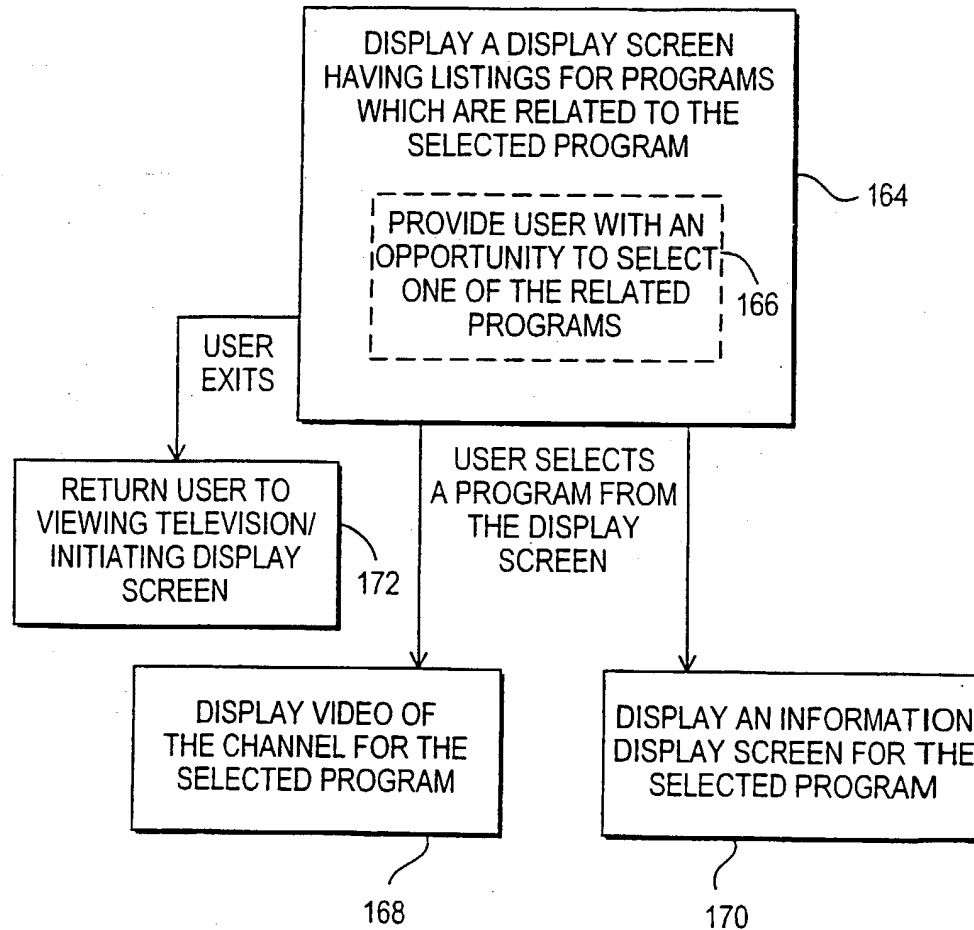 DISPLAY A DISPLAY SCREEN
HAVING LISTINGS FOR PROGRAMS
WHICH ARE RELATED TO THE
SELECTED PROGRAM
164
PROVIDE USER WITH AN
OPPORTUNITY TO SELECT
ONE OF THE RELATED
PROGRAMS
166
USER
EXITS
RETURN USER TO
VIEWING TELEVISION/
INITIATING DISPLAY
SCREEN
172
USER SELECTS
A PROGRAM FROM
THE DISPLAY
SCREEN
DISPLAY VIDEO OF
THE CHANNEL FOR THE
SELECTED PROGRAM
168
DISPLAY AN INFORMATION
DISPLAY SCREEN FOR THE
SELECTED PROGRAM
170